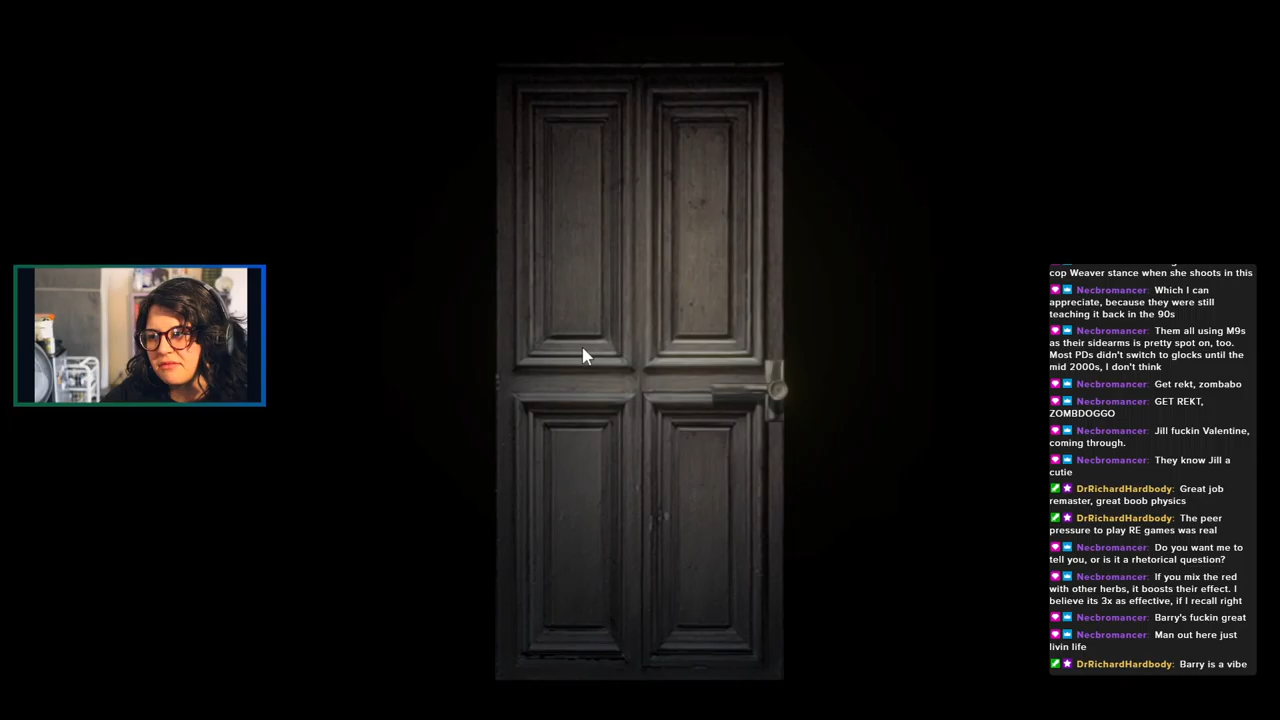 cop Weaver stance when she shoots in this
Necbromancer: Which I can
appreciate, because they were still
teaching it back in the 90s
Necbromancer: Them all using M9s
as their sidearms is pretty spot on, too.
Most PDs didn't switch to glocks until the
mid 2000s, I don't think
Necbromancer: Get rekt, zombabo
Necbromancer: GET REKT,
ZOMBDOGGO
Necbromancer: Jill fuckin Valentine,
coming through.
Necbromancer: They know Jill a
cutie
DrRichardHardbody: Great job
remaster, great boob physics
DrRichardHardbody: The peer
pressure to play RE games was real
Necbromancer: Do you want me to
tell you, or is it a rhetorical question?
Necbromancer: If you mix the red
with other herbs, it boosts their effect. I
believe its 3x as effective, if I recall right
Necbromancer: Barry's fuckin great
Necbromancer: Man out here just
livin life
DrRichardHardbody: Barry is a vibe